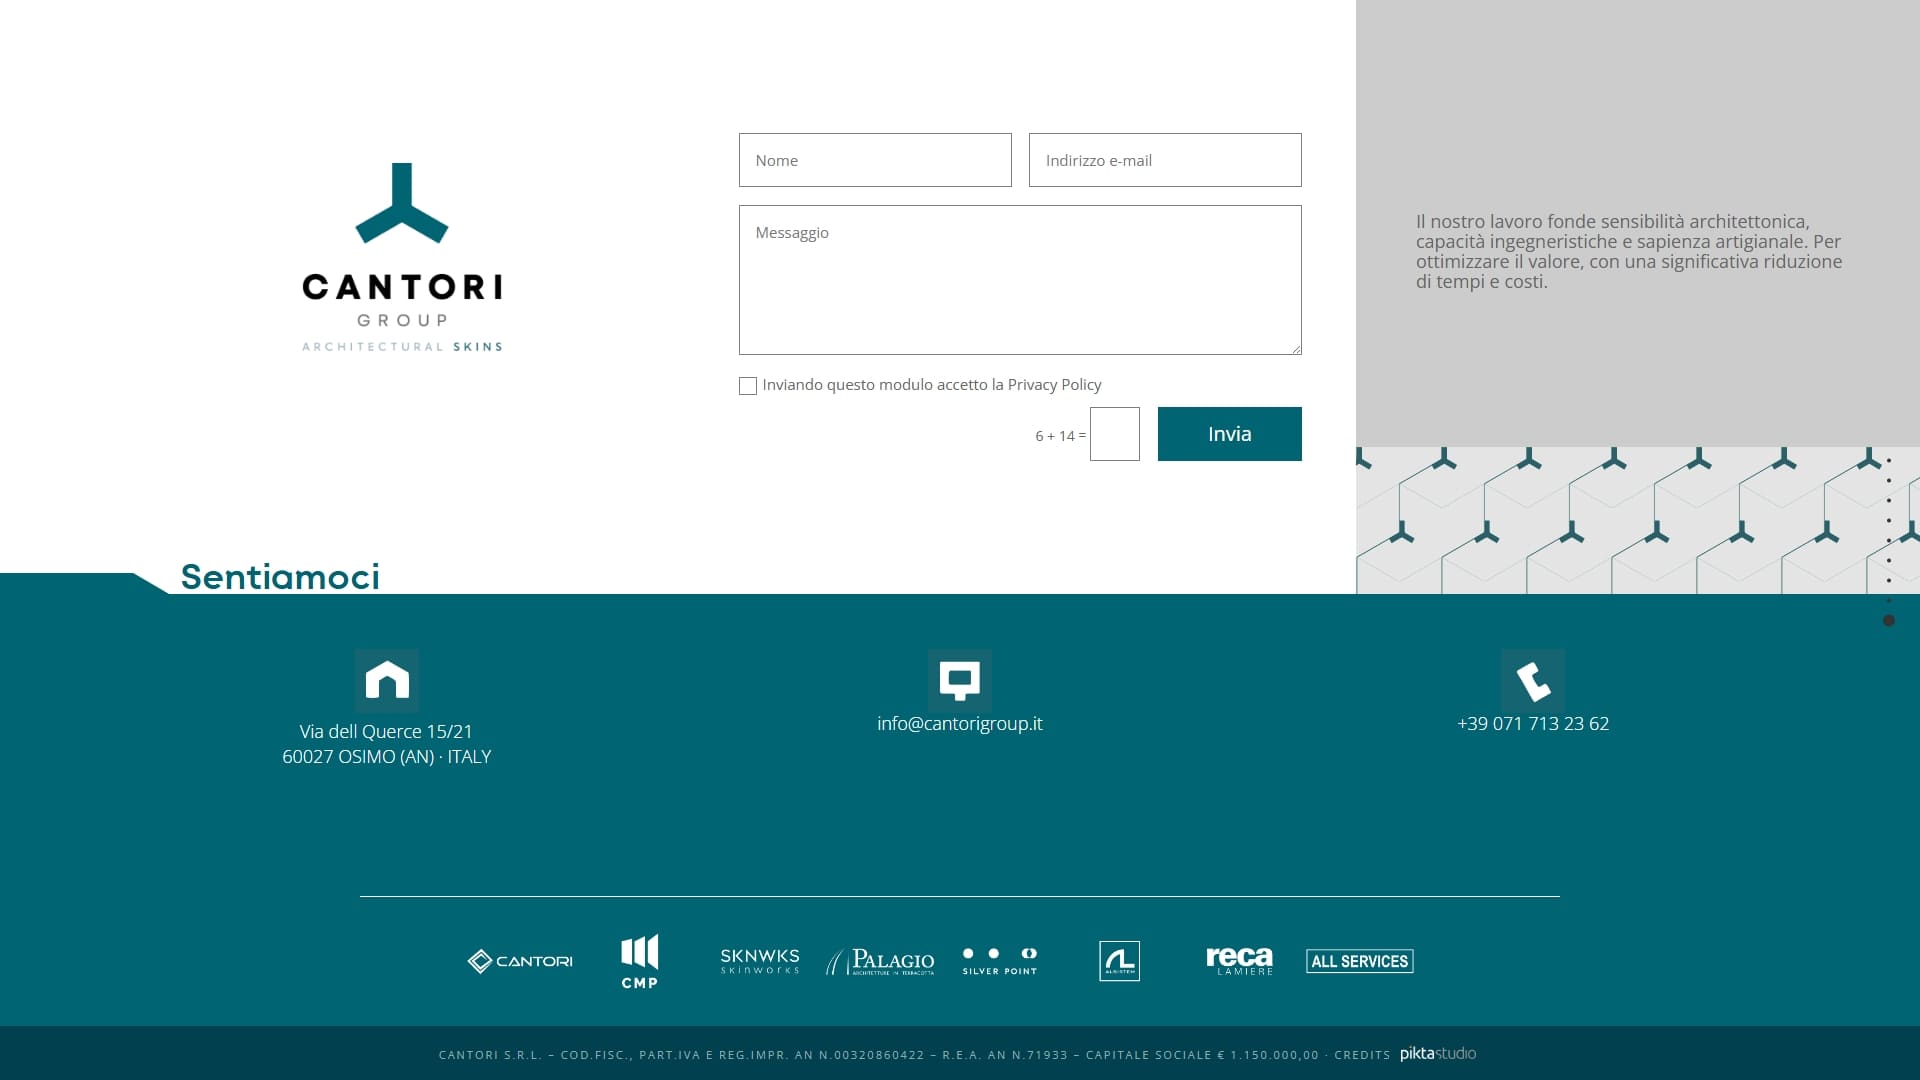 CANTORI
GROUP
ARCHITECTURAL SKINS
Nome
Indirizzo e-mail
Messaggio
Inviando questo modulo accetto la Privacy Policy
6 + 14 =
Invia
Il nostro lavoro fonde sensibilità architettonica,
capacità ingegneristiche e sapienza artigianale. Per
ottimizzare il valore, con una significativa riduzione
di tempi e costi.
Sentiamoci
Via dell Querce 15/21
60027 OSIMO (AN) · ITALY
info@cantorigroup.it
+39 071 713 23 62
CANTORI
CMP
SKNWKS
skinworks
PALAGIO
ARCHITETTURE IN TERRACOTTA
SILVER POINT
AL
ALSISTEM
reca
LAMIERE
ALL SERVICES
CANTORI S.R.L. – COD.FISC., PART.IVA E REG.IMPR. AN N.00320860422 – R.E.A. AN N.71933 – CAPITALE SOCIALE € 1.150.000,00 · CREDITS piktastudio